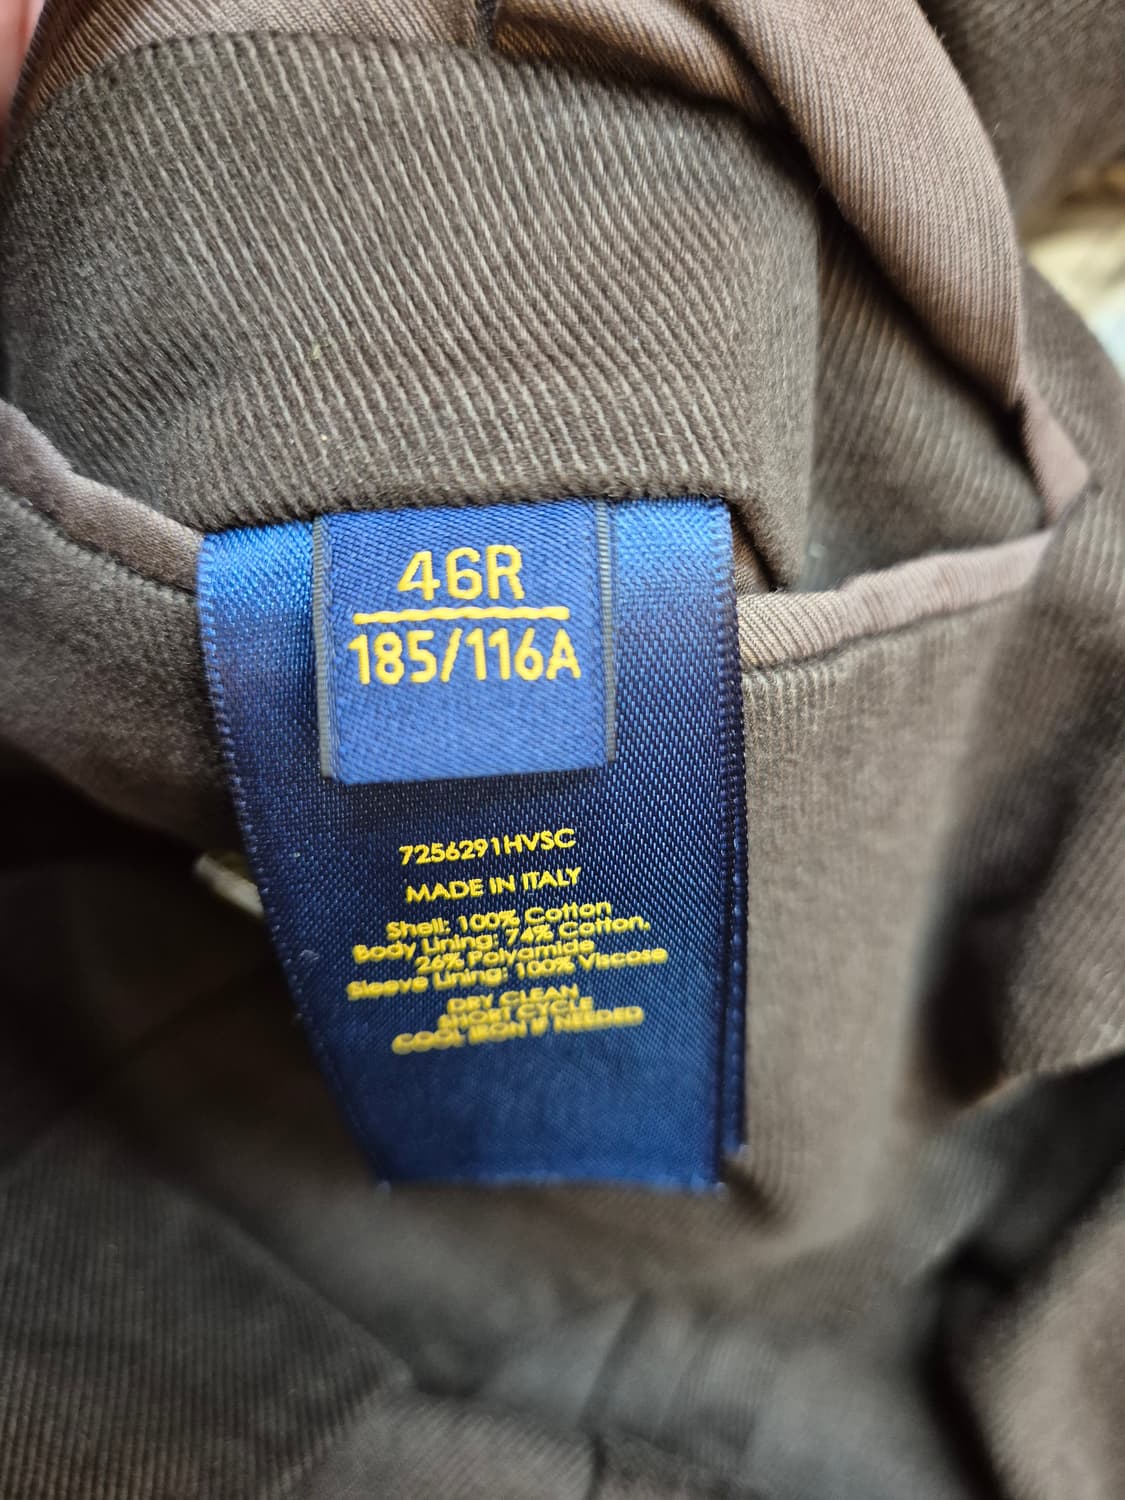 46R
185/116A
7256291HVSC
MADE IN ITALY
Shell: 100% Cotton
Body Lining: 74% Cotton.
26% Polyamide
Sleeve Lining: 100% Viscose
DRY CLEAN
SHORT CYCLE
COOL IRON IF NEEDED